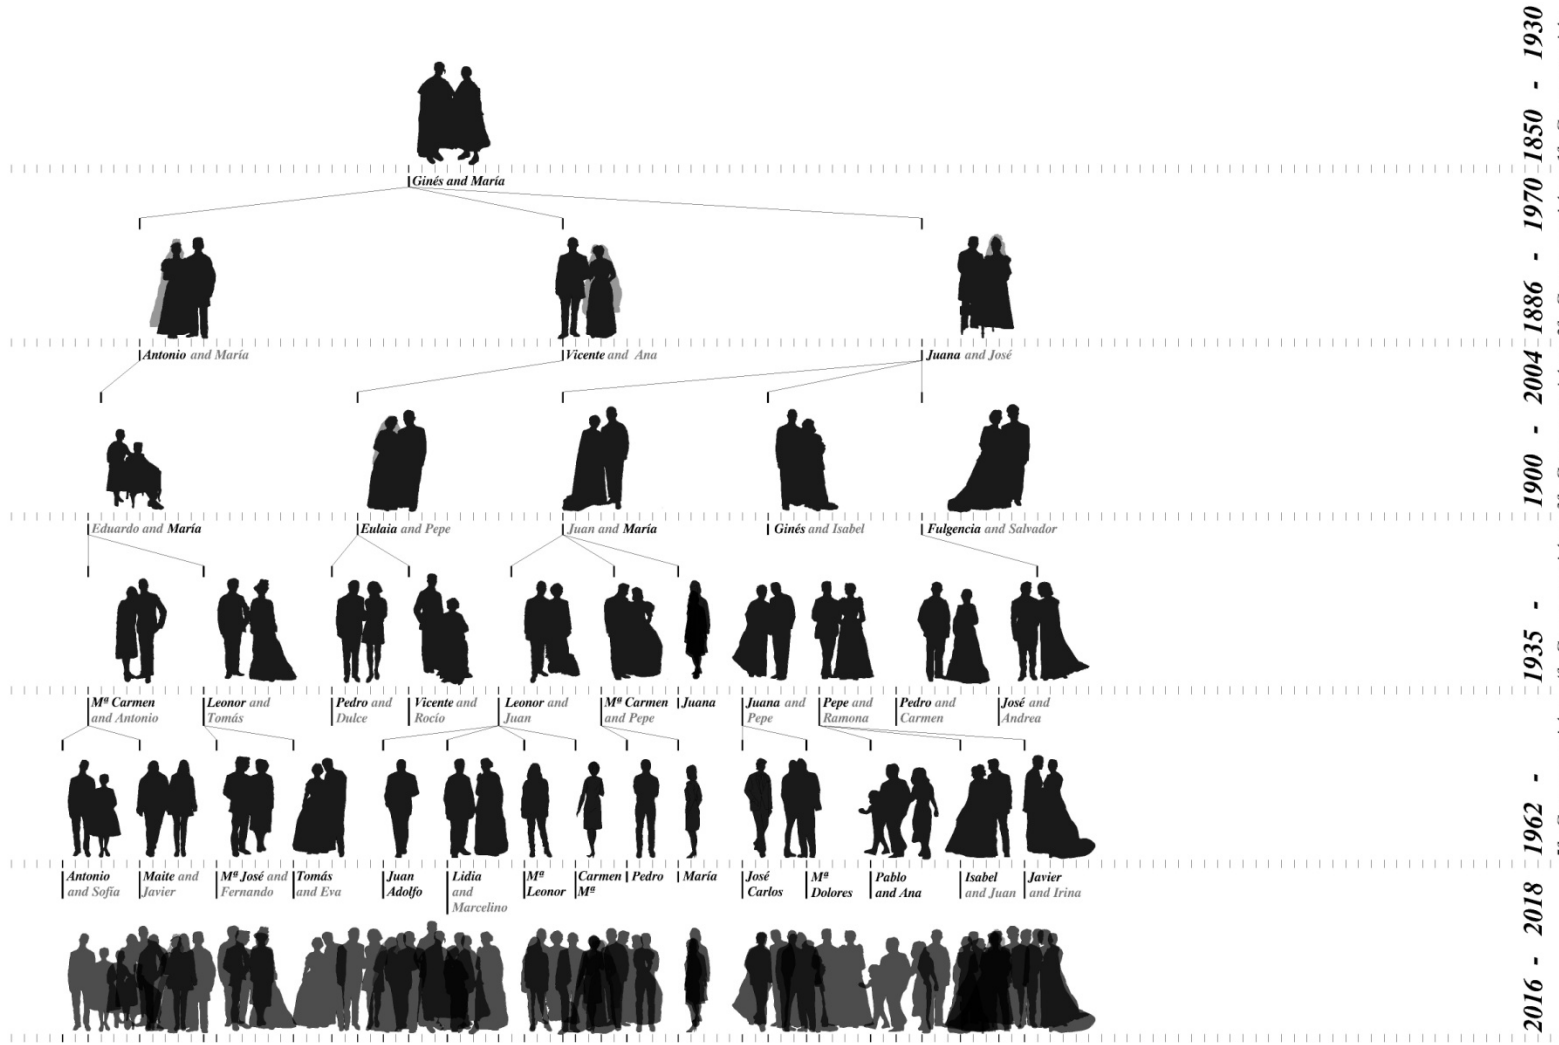 1850 - 1930
Ginés and María
1886 - 1970
Antonio and María
Vicente and Ana
Juana and José
1900 - 2004
Eduardo and María
Eulaia and Pepe
Juan and María
Ginés and Isabel
Fulgencia and Salvador
1935 -
Mª Carmen
and Antonio
Leonor and
Tomás
Pedro and
Dulce
Vicente and
Rocío
Leonor and
Juan
Mª Carmen
and Pepe
Juana
Juana and
Pepe
Pepe and
Ramona
Pedro and
Carmen
José and
Andrea
1962 -
Antonio
and Sofía
Maite and
Javier
Mª José and
Fernando
Tomás
and Eva
Juan
Adolfo
Lidia
and
Marcelino
Mª
Leonor
Carmen
Mª
Pedro
María
José
Carlos
Mª
Dolores
Pablo
and Ana
Isabel
and Juan
Javier
and Irina
2016 - 2018